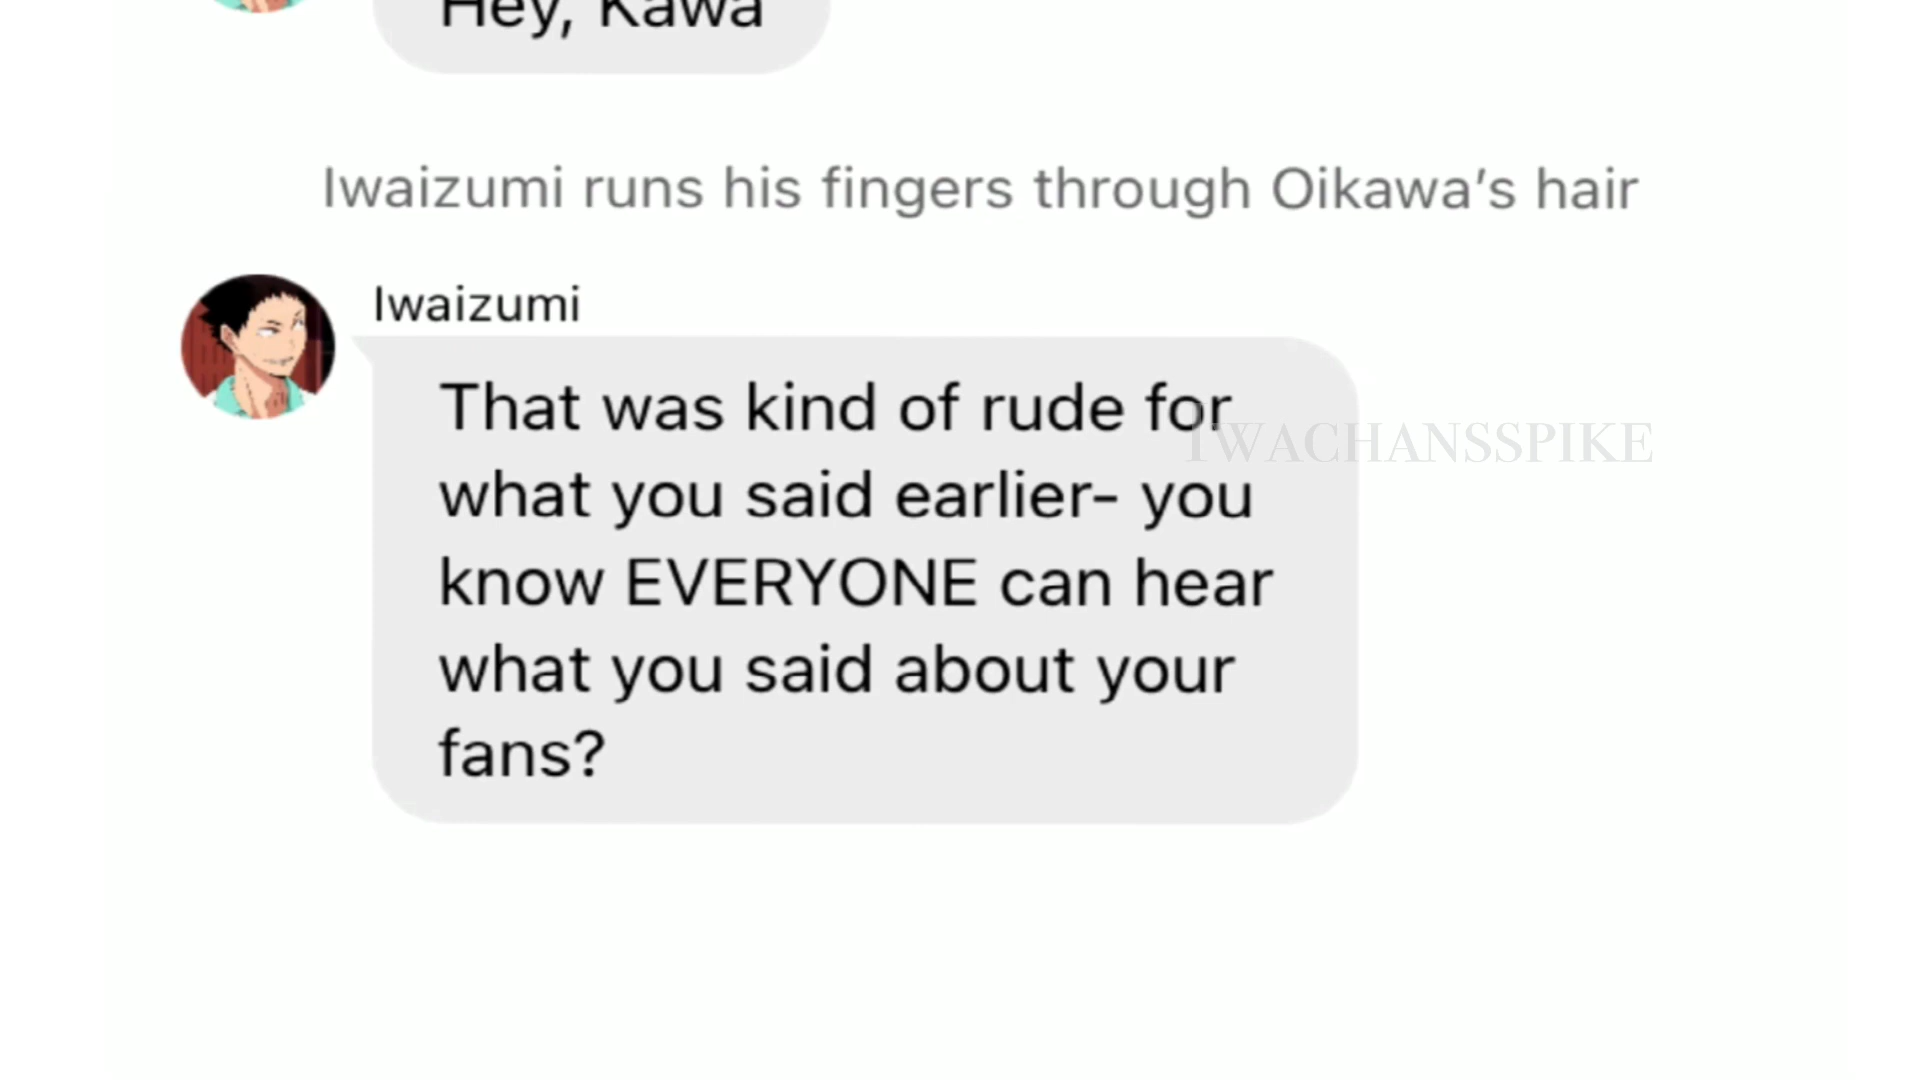 Hey, Kawa
Iwaizumi runs his fingers through Oikawa's hair
Iwaizumi
That was kind of rude for
IWACHANSSPIKE
what you said earlier- you
know EVERYONE can hear
what you said about your
fans?